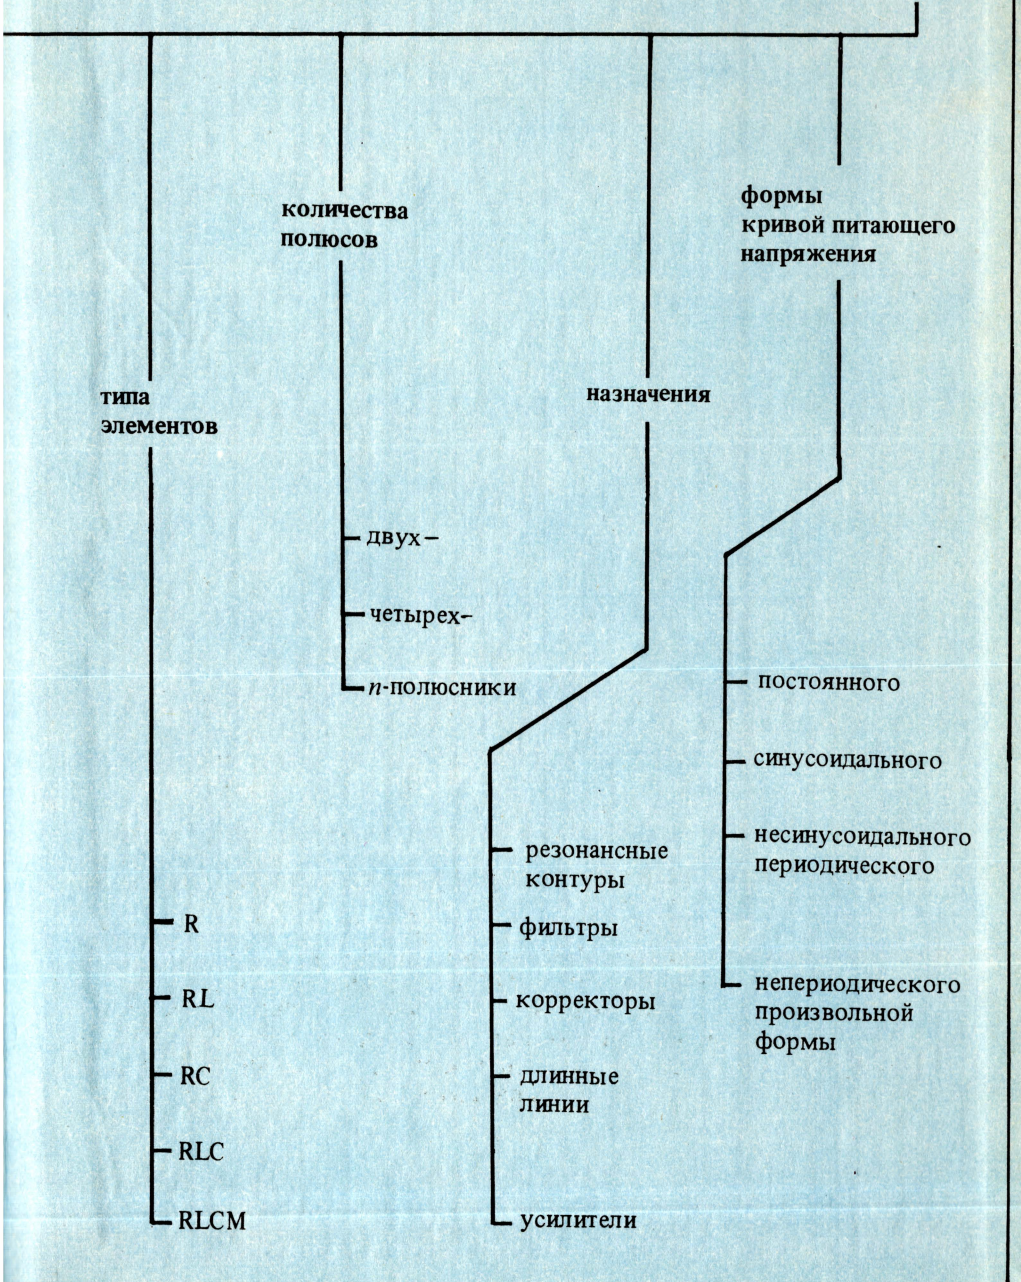 типа
элементов
R
RL
RC
RLC
RLCM
количества
полюсов
двух-
четырех-
n-полюсники
назначения
резонансные
контуры
фильтры
корректоры
длинные
линии
усилители
формы
кривой питающего
напряжения
постоянного
синусоидального
несинусоидального
периодического
непериодического
произвольной
формы